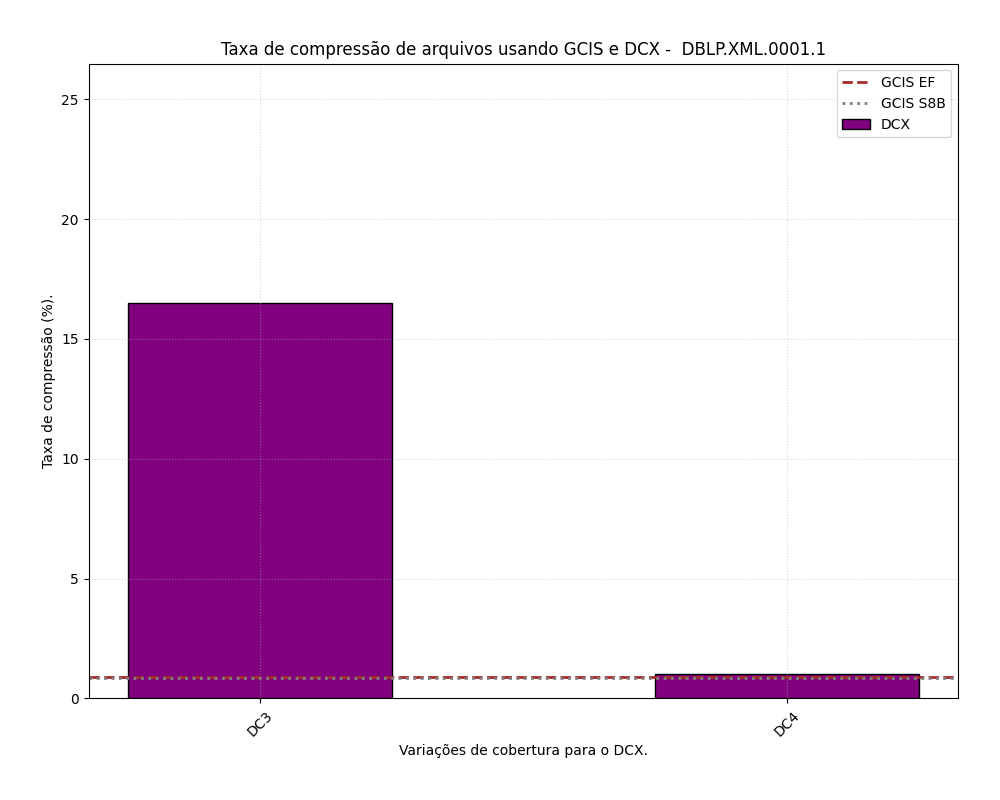 Taxa de compressão de arquivos usando GCIS e DCX -  DBLP.XML.0001.1
GCIS EF
GCIS S8B
DCX
Taxa de compressão (%).
25
20
15
10
5
0
DC3
DC4
Variações de cobertura para o DCX.